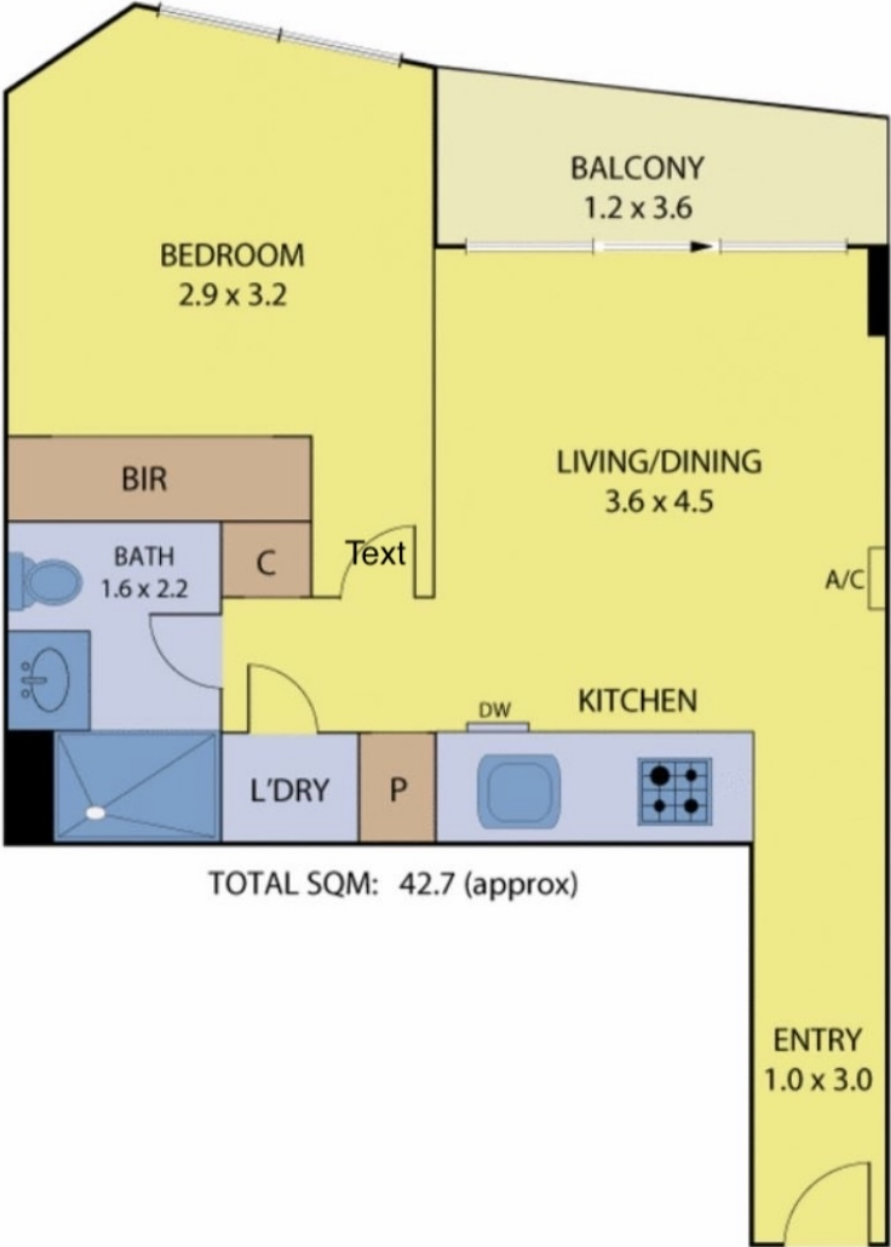 BALCONY
1.2 x 3.6
BEDROOM
2.9 x 3.2
LIVING/DINING
3.6 x 4.5
BIR
BATH
1.6 x 2.2
C
Text
A/C
DW
KITCHEN
L'DRY
P
TOTAL SQM: 42.7 (approx)
ENTRY
1.0 x 3.0